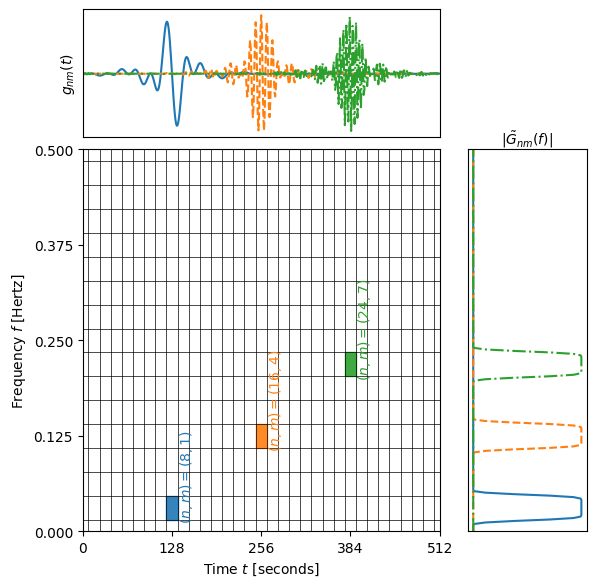 g_{nm}(t)
|G̃_{nm}(f)|
0.500
0.375
0.250
0.125
0.000
Frequency f [Hertz]
(n, m) = (8, 1)
(n, m) = (16, 4)
(n, m) = (24, 7)
0 128 256 384 512
Time t [seconds]